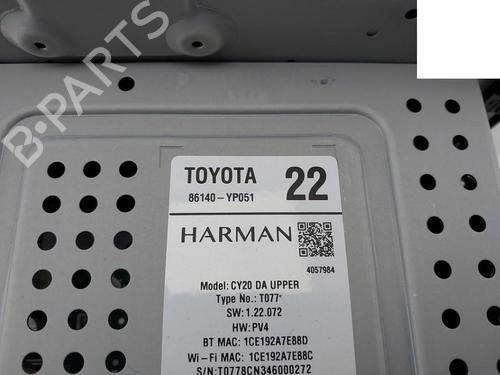 B-PARTS
TOYOTA 22
86140-YP051
HARMAN
4057984
Model: CY20 DA UPPER
Type No.: T077*
SW: 1.22.072
HW: PV4
BT MAC: 1CE192A7E88D
Wi-Fi MAC: 1CE192A7E88C
S/N: T0778CN346000272